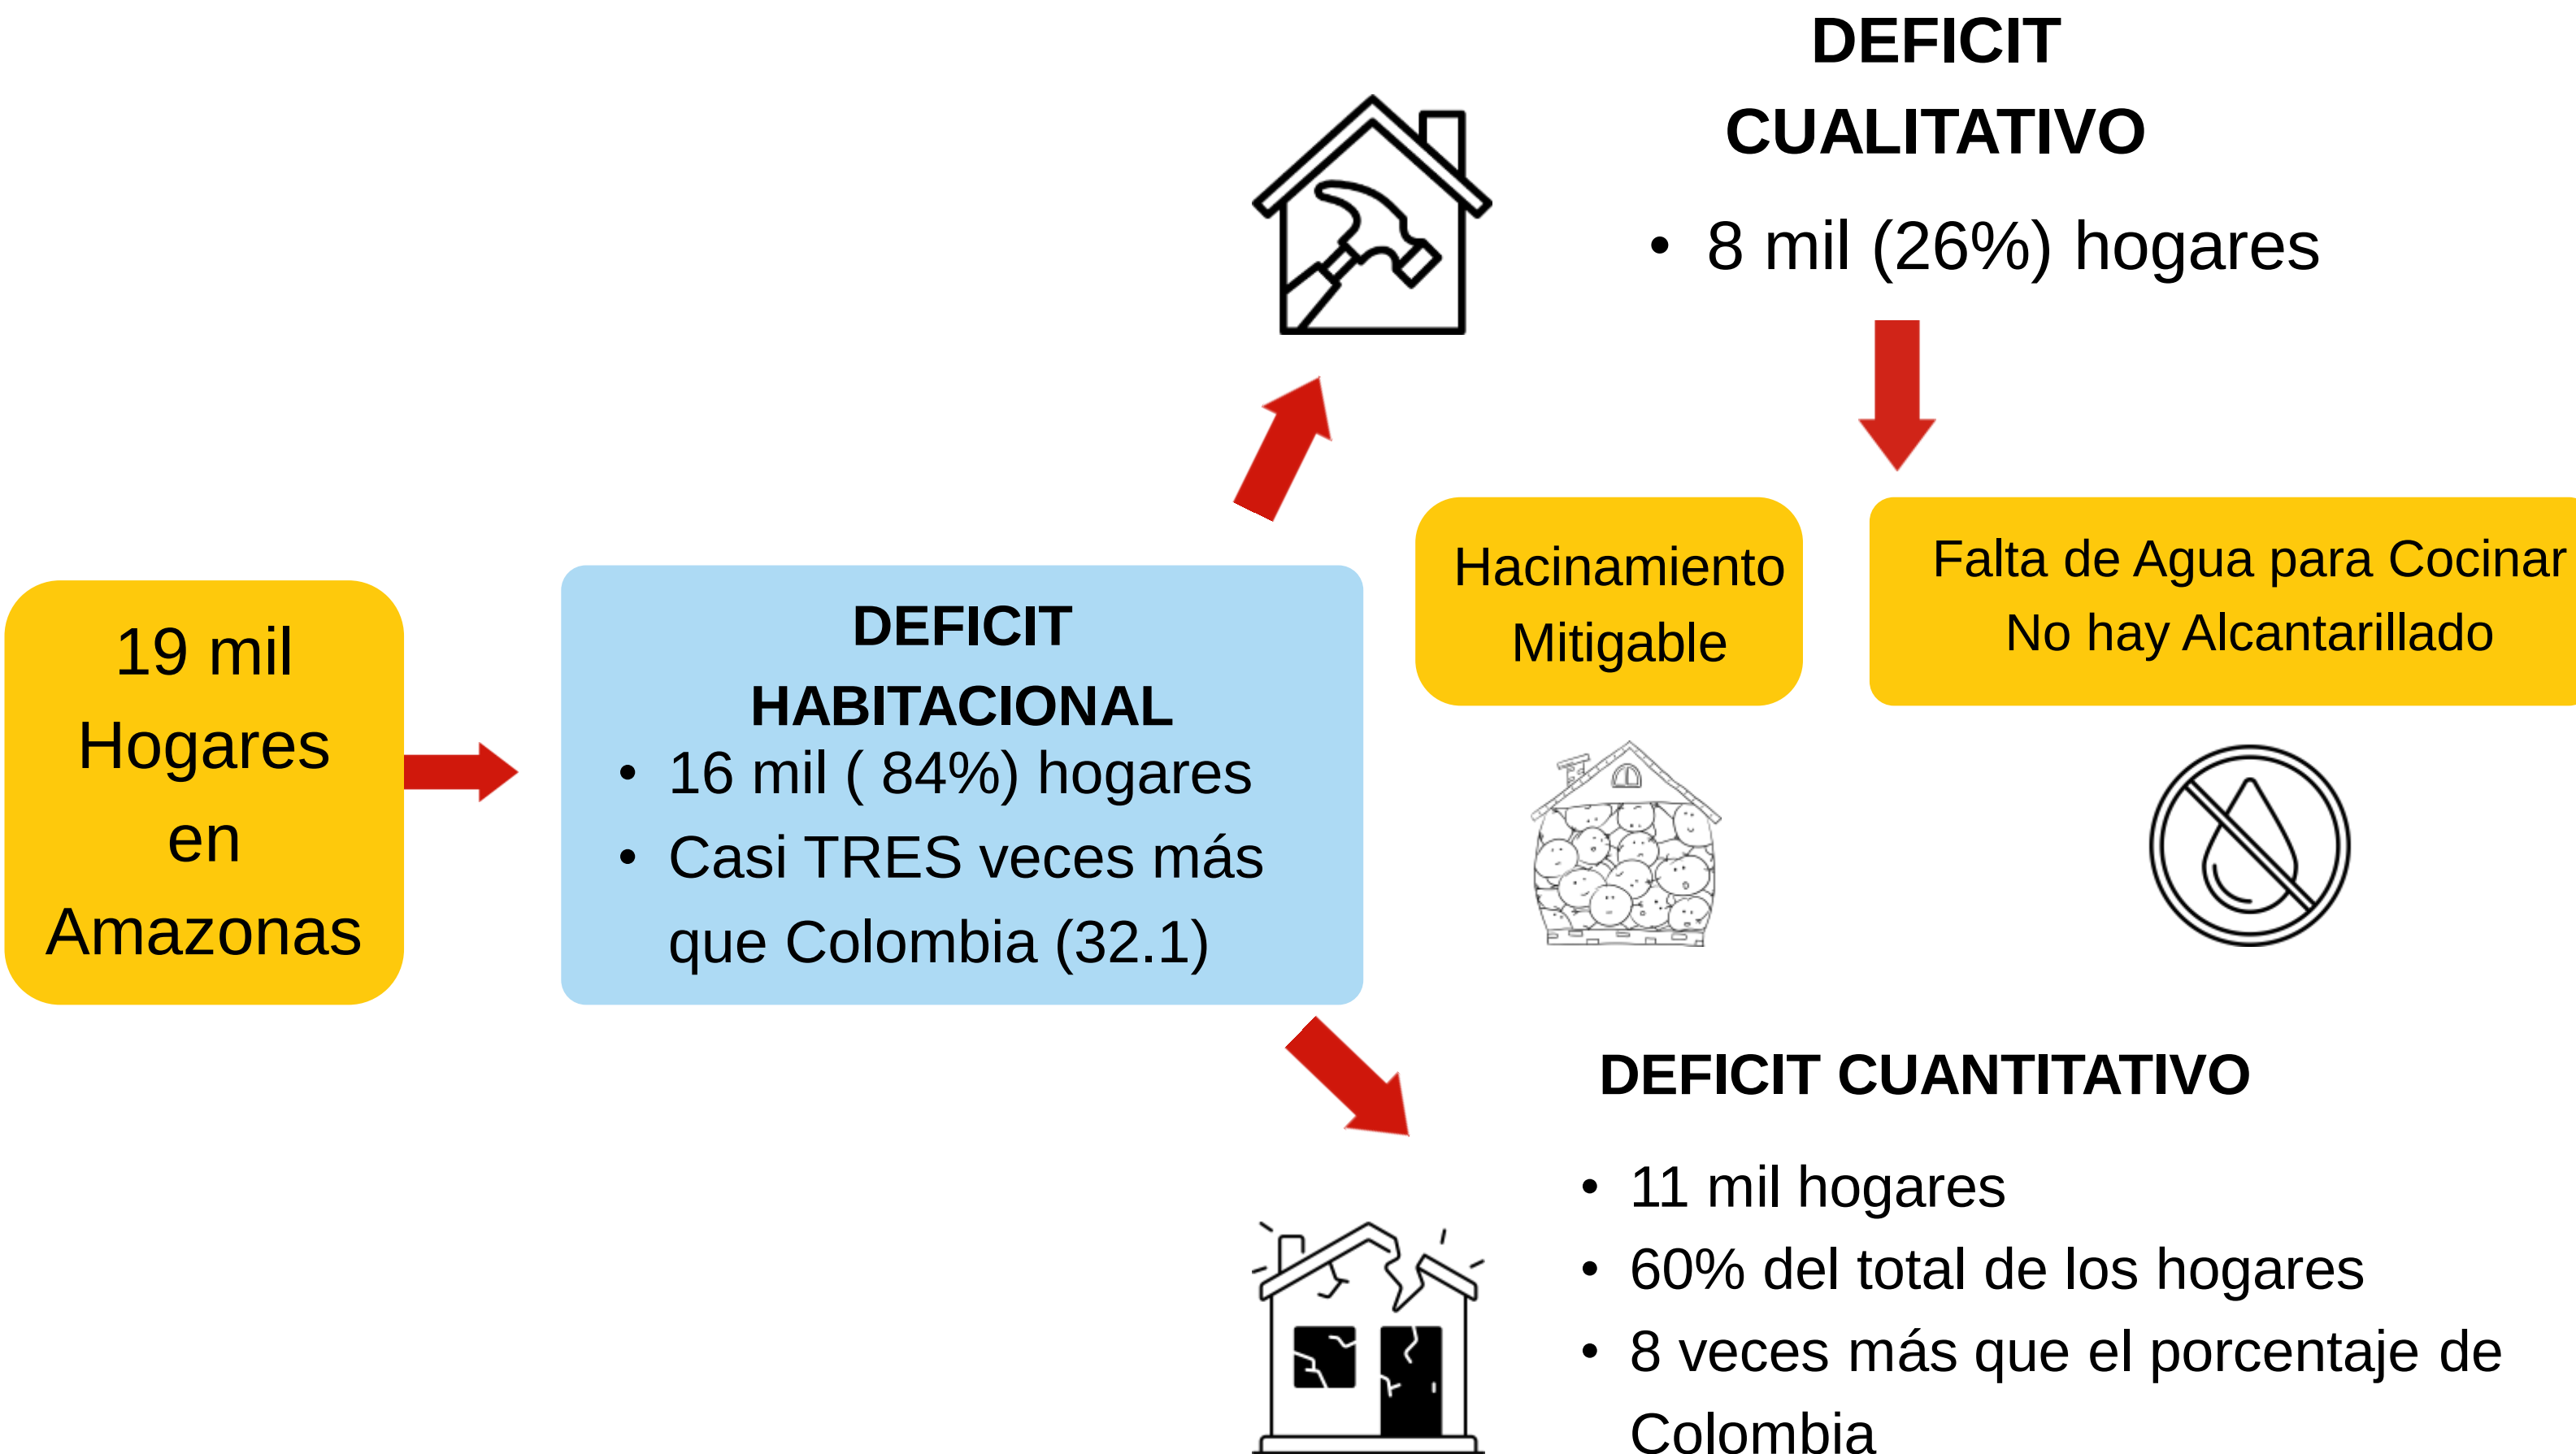 DEFICIT
CUALITATIVO
• 8 mil (26%) hogares
Hacinamiento
Mitigable
Falta de Agua para Cocinar
No hay Alcantarillado
19 mil
Hogares
en
Amazonas
DEFICIT
HABITACIONAL
• 16 mil ( 84%) hogares
• Casi TRES veces más
que Colombia (32.1)
DEFICIT CUANTITATIVO
• 11 mil hogares
• 60% del total de los hogares
• 8 veces más que el porcentaje de
Colombia